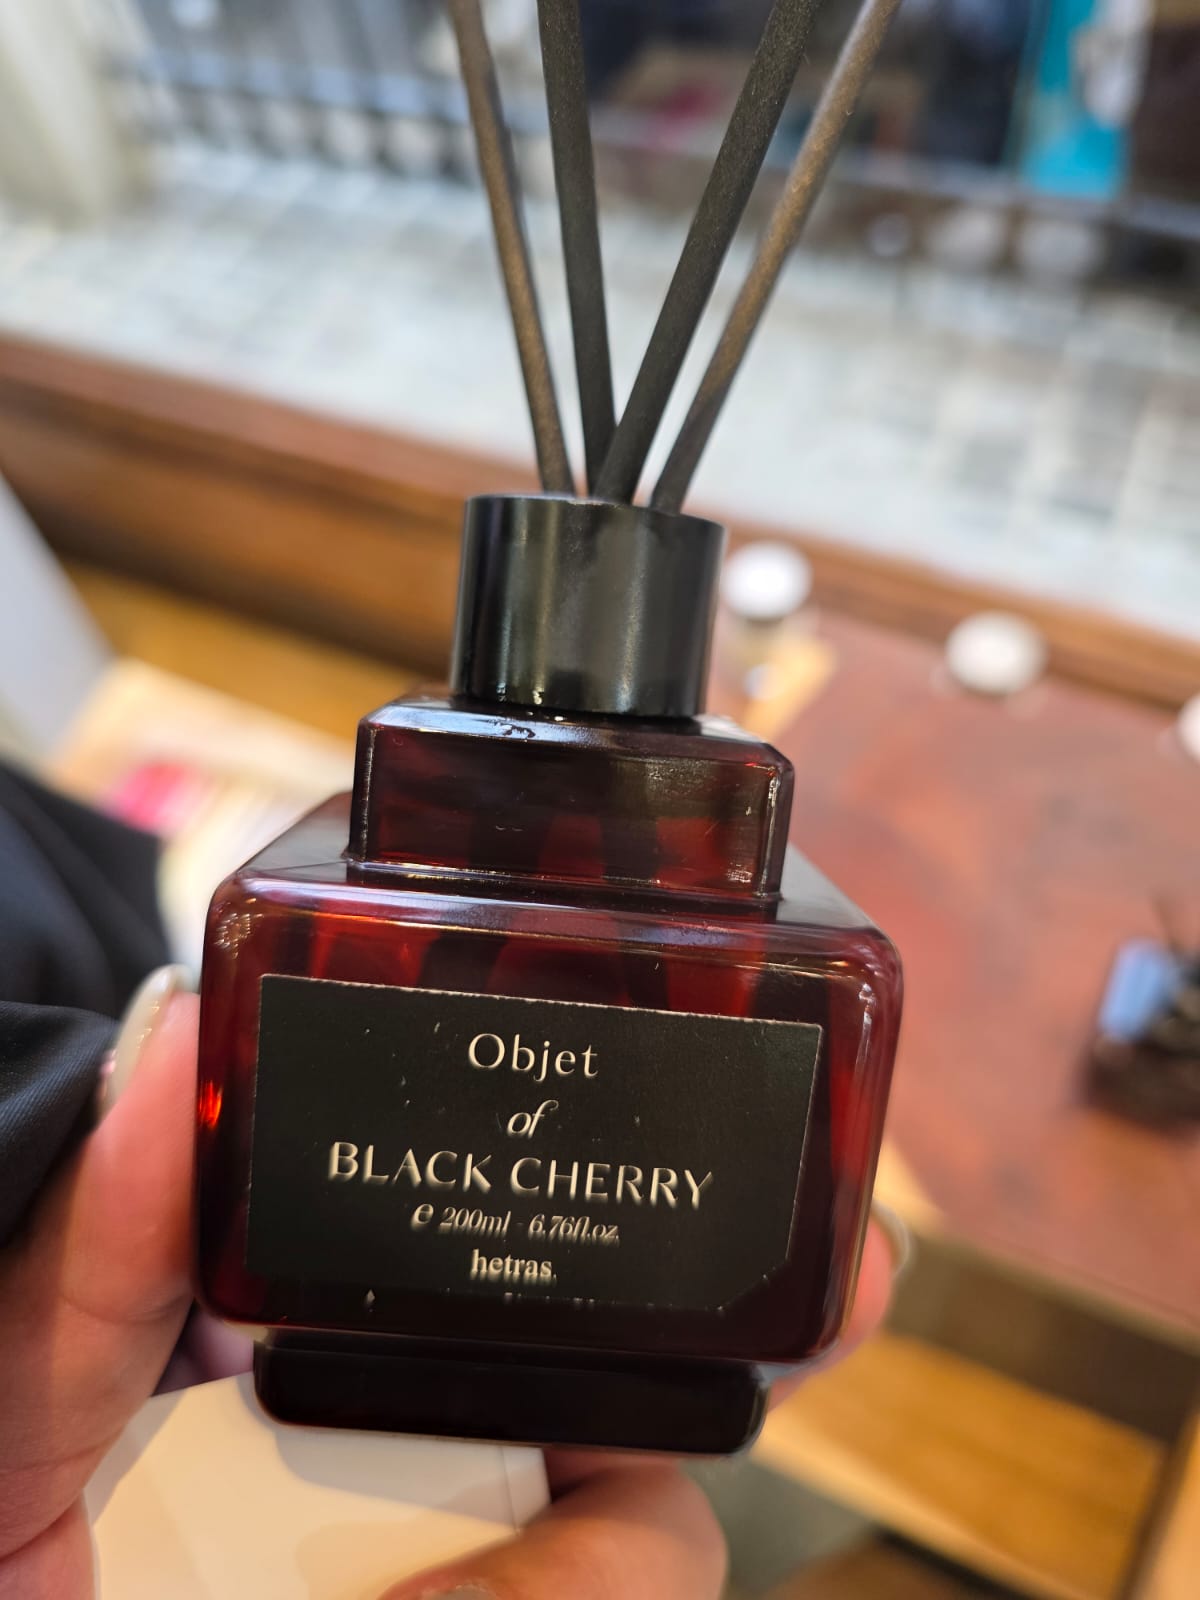 Objet
of
BLACK CHERRY
℮ 200ml - 6.76fl.oz.
hetras.